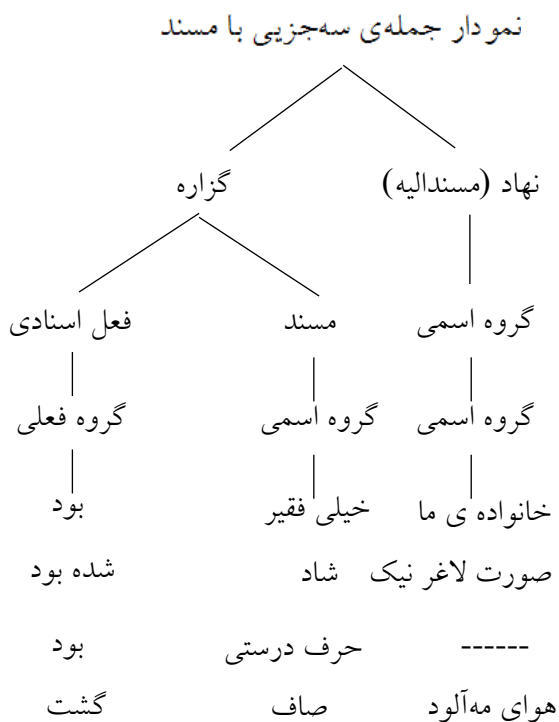 نمودار جمله‌ی سه‌جزیی با مسند
نهاد (مسندالیه) گزاره
گروه اسمی مسند فعل اسنادی
گروه اسمی گروه اسمی گروه فعلی
خانواده ی ما خیلی فقیر بود
صورت لاغر نیک شاد شده بود
------ حرف درستی بود
هوای مه‌آلود صاف گشت